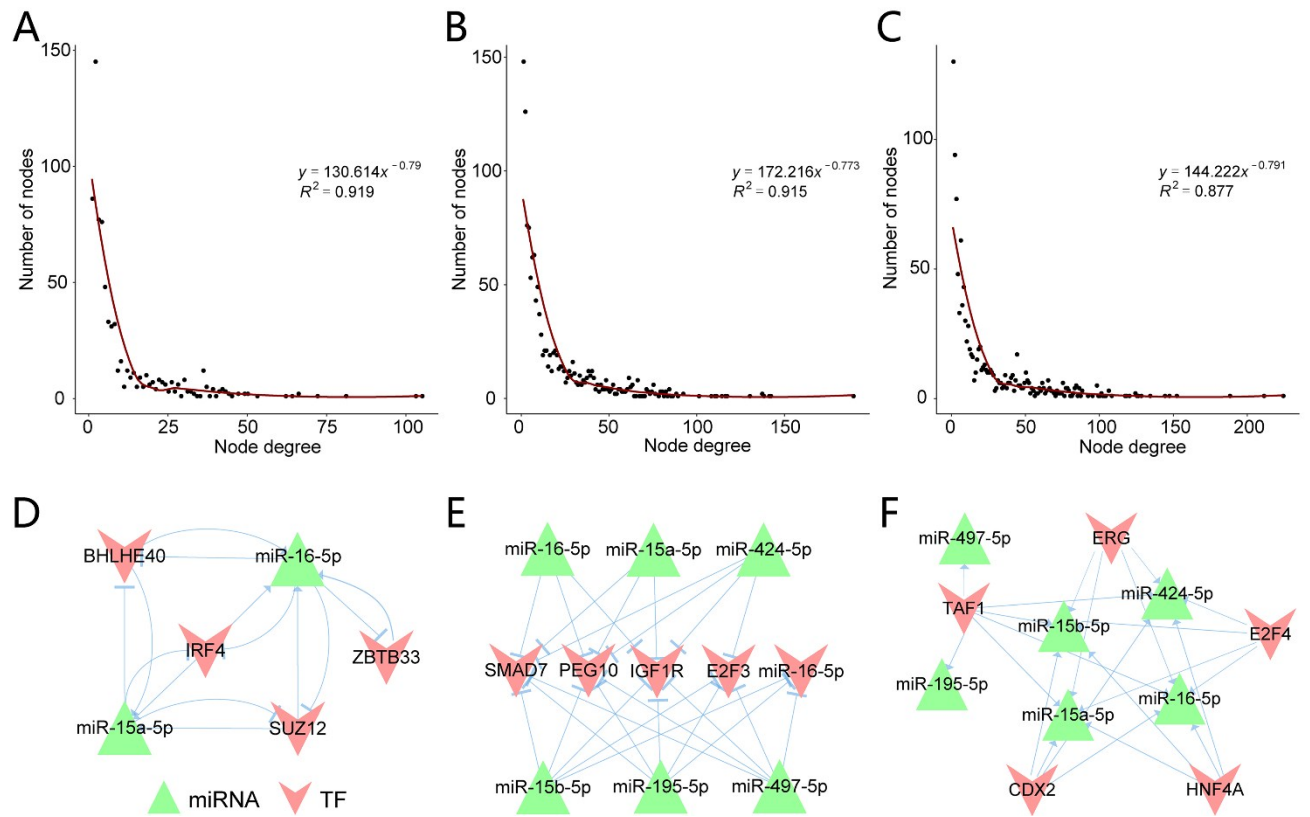 A
150
100
50
0
Number of nodes
y = 130.614x^−0.79
R² = 0.919
0 25 50 75 100
Node degree
B
150
100
50
0
Number of nodes
y = 172.216x^−0.773
R² = 0.915
0 50 100 150
Node degree
C
100
50
0
Number of nodes
y = 144.222x^−0.791
R² = 0.877
0 50 100 150 200
Node degree
D
BHLHE40
miR-16-5p
IRF4
ZBTB33
miR-15a-5p
SUZ12
miRNA
TF
E
miR-16-5p miR-15a-5p miR-424-5p
SMAD7 PEG10 IGF1R E2F3 miR-16-5p
miR-15b-5p miR-195-5p miR-497-5p
F
miR-497-5p
ERG
TAF1
miR-424-5p
miR-15b-5p
E2F4
miR-195-5p
miR-16-5p
miR-15a-5p
CDX2
HNF4A